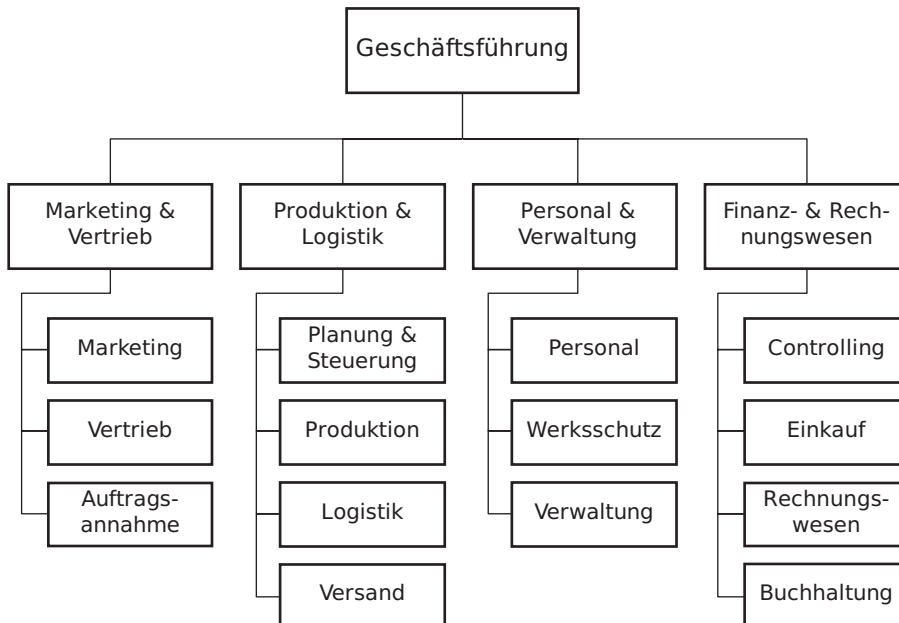 Geschäftsführung
Marketing &
Vertrieb
Produktion &
Logistik
Personal &
Verwaltung
Finanz- & Rech-
nungswesen
Marketing
Vertrieb
Auftrags-
annahme
Planung &
Steuerung
Produktion
Logistik
Versand
Personal
Werksschutz
Verwaltung
Controlling
Einkauf
Rechnungs-
wesen
Buchhaltung